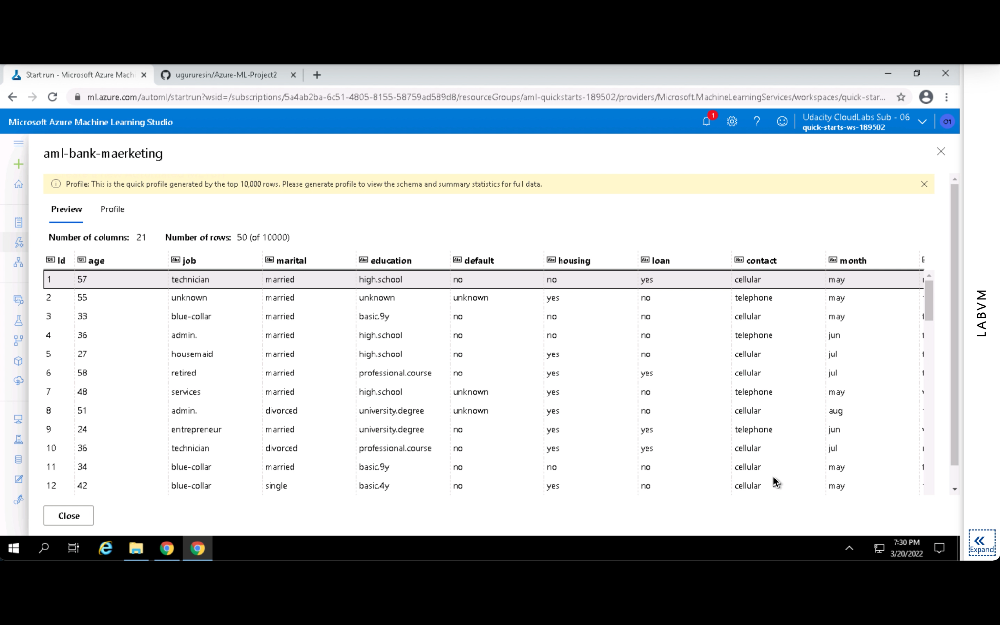 Start run - Microsoft Azure Machi
ugururesin/Azure-ML-Project2
ml.azure.com/automl/startrun?wsid=/subscriptions/5a4ab2ba-6c51-4805-8155-58759ad589d8/resourceGroups/aml-quickstarts-189502/providers/Microsoft.MachineLearningServices/workspaces/quick-star...
Microsoft Azure Machine Learning Studio
1
Udacity CloudLabs Sub - 06
quick-starts-ws-189502
O1
aml-bank-maerketing
Profile: This is the quick profile generated by the top 10,000 rows. Please generate profile to view the schema and summary statistics for full data.
Preview Profile
Number of columns: 21 Number of rows: 50 (of 10000)
Id age job marital education default housing loan contact month
1 57 technician married high.school no no yes cellular may
2 55 unknown married unknown unknown yes no telephone may
3 33 blue-collar married basic.9y no no no cellular may
4 36 admin. married high.school no no no telephone jun
5 27 housemaid married high.school no yes no cellular jul
6 58 retired married professional.course no yes yes cellular jul
7 48 services married high.school unknown yes no telephone may
8 51 admin. divorced university.degree unknown yes no cellular aug
9 24 entrepreneur married university.degree no yes yes telephone jun
10 36 technician divorced professional.course no yes yes cellular jul
11 34 blue-collar married basic.9y no no no cellular may
12 42 blue-collar single basic.4y no yes no cellular may
Close
LABVM
Expand
7:30 PM
3/20/2022